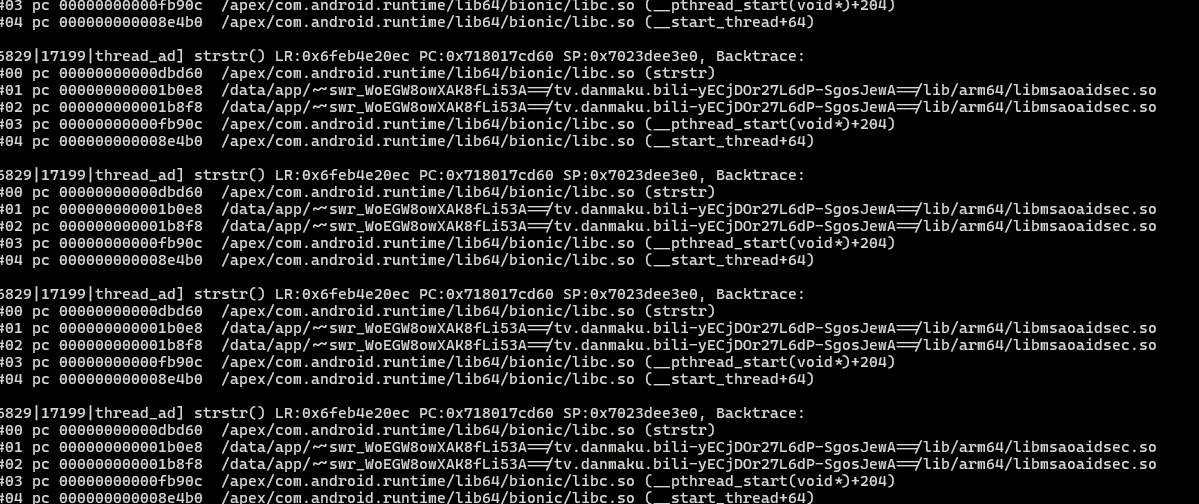 #03 pc 00000000000fb90c  /apex/com.android.runtime/lib64/bionic/libc.so (__pthread_start(void*)+204)
#04 pc 000000000008e4b0  /apex/com.android.runtime/lib64/bionic/libc.so (__start_thread+64)
6829|17199|thread_ad] strstr() LR:0x6feb4e20ec PC:0x718017cd60 SP:0x7023dee3e0, Backtrace:
#00 pc 00000000000dbd60  /apex/com.android.runtime/lib64/bionic/libc.so (strstr)
#01 pc 000000000001b0e8  /data/app/~~swr_WoEGW8owXAK8fLi53A==/tv.danmaku.bili-yECjDOr27L6dP-SgosJewA==/lib/arm64/libmsaoaidsec.so
#02 pc 000000000001b8f8  /data/app/~~swr_WoEGW8owXAK8fLi53A==/tv.danmaku.bili-yECjDOr27L6dP-SgosJewA==/lib/arm64/libmsaoaidsec.so
#03 pc 00000000000fb90c  /apex/com.android.runtime/lib64/bionic/libc.so (__pthread_start(void*)+204)
#04 pc 000000000008e4b0  /apex/com.android.runtime/lib64/bionic/libc.so (__start_thread+64)
6829|17199|thread_ad] strstr() LR:0x6feb4e20ec PC:0x718017cd60 SP:0x7023dee3e0, Backtrace:
#00 pc 00000000000dbd60  /apex/com.android.runtime/lib64/bionic/libc.so (strstr)
#01 pc 000000000001b0e8  /data/app/~~swr_WoEGW8owXAK8fLi53A==/tv.danmaku.bili-yECjDOr27L6dP-SgosJewA==/lib/arm64/libmsaoaidsec.so
#02 pc 000000000001b8f8  /data/app/~~swr_WoEGW8owXAK8fLi53A==/tv.danmaku.bili-yECjDOr27L6dP-SgosJewA==/lib/arm64/libmsaoaidsec.so
#03 pc 00000000000fb90c  /apex/com.android.runtime/lib64/bionic/libc.so (__pthread_start(void*)+204)
#04 pc 000000000008e4b0  /apex/com.android.runtime/lib64/bionic/libc.so (__start_thread+64)
6829|17199|thread_ad] strstr() LR:0x6feb4e20ec PC:0x718017cd60 SP:0x7023dee3e0, Backtrace:
#00 pc 00000000000dbd60  /apex/com.android.runtime/lib64/bionic/libc.so (strstr)
#01 pc 000000000001b0e8  /data/app/~~swr_WoEGW8owXAK8fLi53A==/tv.danmaku.bili-yECjDOr27L6dP-SgosJewA==/lib/arm64/libmsaoaidsec.so
#02 pc 000000000001b8f8  /data/app/~~swr_WoEGW8owXAK8fLi53A==/tv.danmaku.bili-yECjDOr27L6dP-SgosJewA==/lib/arm64/libmsaoaidsec.so
#03 pc 00000000000fb90c  /apex/com.android.runtime/lib64/bionic/libc.so (__pthread_start(void*)+204)
#04 pc 000000000008e4b0  /apex/com.android.runtime/lib64/bionic/libc.so (__start_thread+64)
6829|17199|thread_ad] strstr() LR:0x6feb4e20ec PC:0x718017cd60 SP:0x7023dee3e0, Backtrace:
#00 pc 00000000000dbd60  /apex/com.android.runtime/lib64/bionic/libc.so (strstr)
#01 pc 000000000001b0e8  /data/app/~~swr_WoEGW8owXAK8fLi53A==/tv.danmaku.bili-yECjDOr27L6dP-SgosJewA==/lib/arm64/libmsaoaidsec.so
#02 pc 000000000001b8f8  /data/app/~~swr_WoEGW8owXAK8fLi53A==/tv.danmaku.bili-yECjDOr27L6dP-SgosJewA==/lib/arm64/libmsaoaidsec.so
#03 pc 00000000000fb90c  /apex/com.android.runtime/lib64/bionic/libc.so (__pthread_start(void*)+204)
#04 pc 000000000008e4b0  /apex/com.android.runtime/lib64/bionic/libc.so (__start_thread+64)